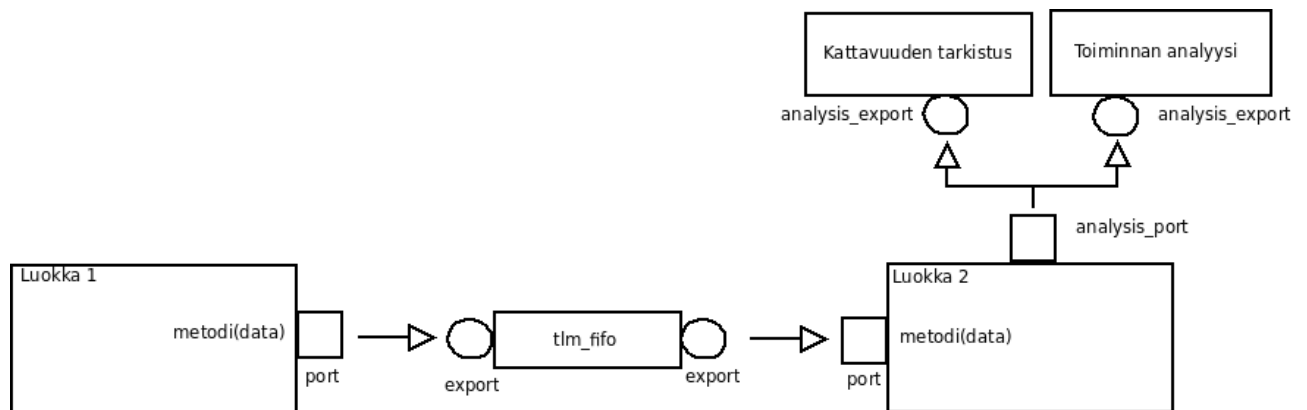 Kattavuuden tarkistus
Toiminnan analyysi
analysis_export
analysis_export
analysis_port
Luokka 1
Luokka 2
metodi(data)
tlm_fifo
metodi(data)
port
export
export
port